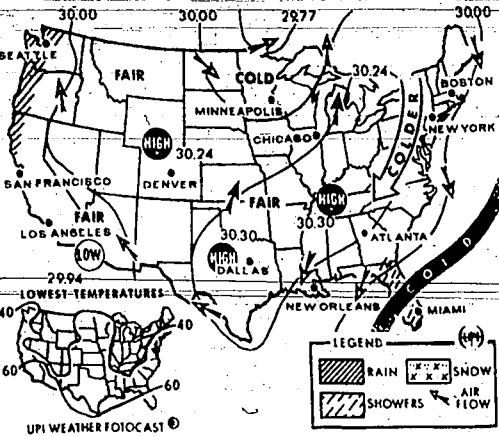 30.00
30.00
29.77
30.00
SEATTLE
FAIR
COLD
30.24
BOSTON
MINNEAPOLIS
NEW YORK
COLDER
CHICAGO
HIGH
30.24
DENVER
SAN FRANCISCO
FAIR
FAIR
HIGH
30.30
LOS ANGELES
LOW
30.30
HIGH
DALLAS
ATLANTA
COLD
29.94
NEW ORLEANS
MIAMI
LOWEST TEMPERATURES
40
40
60
60
UPI WEATHER FOTOCAST
LEGEND
RAIN
SNOW
SHOWERS
AIR FLOW